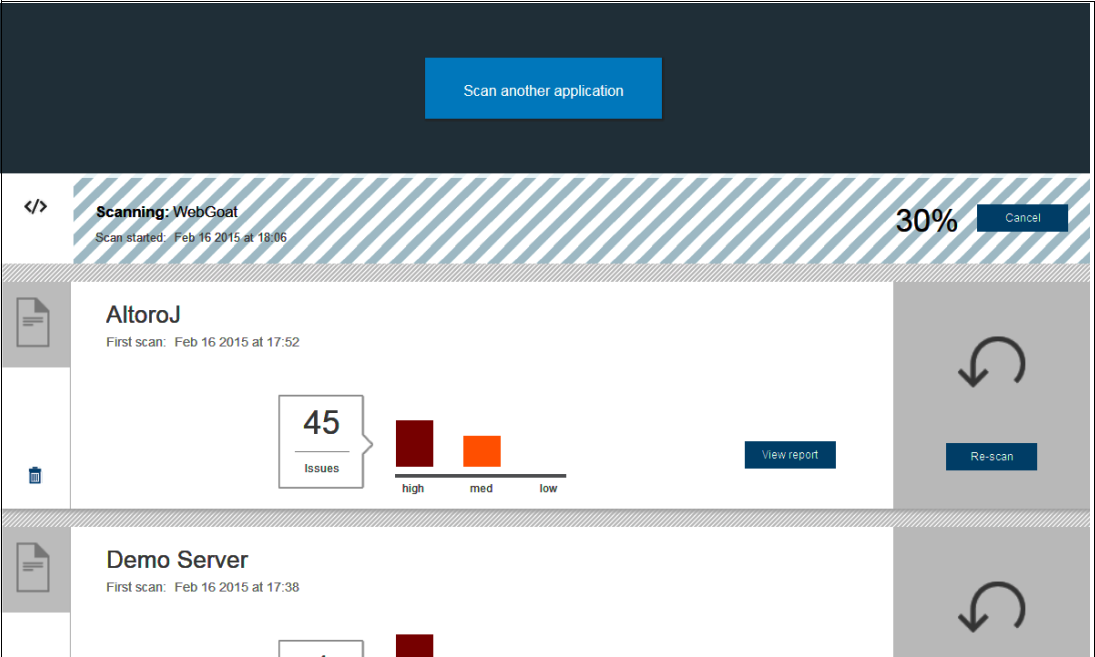 Scan another application
</>
Scanning: WebGoat
Scan started: Feb 16 2015 at 18:06
30%
Cancel
AltoroJ
First scan: Feb 16 2015 at 17:52
45
Issues
high med low
View report
Re-scan
Demo Server
First scan: Feb 16 2015 at 17:38